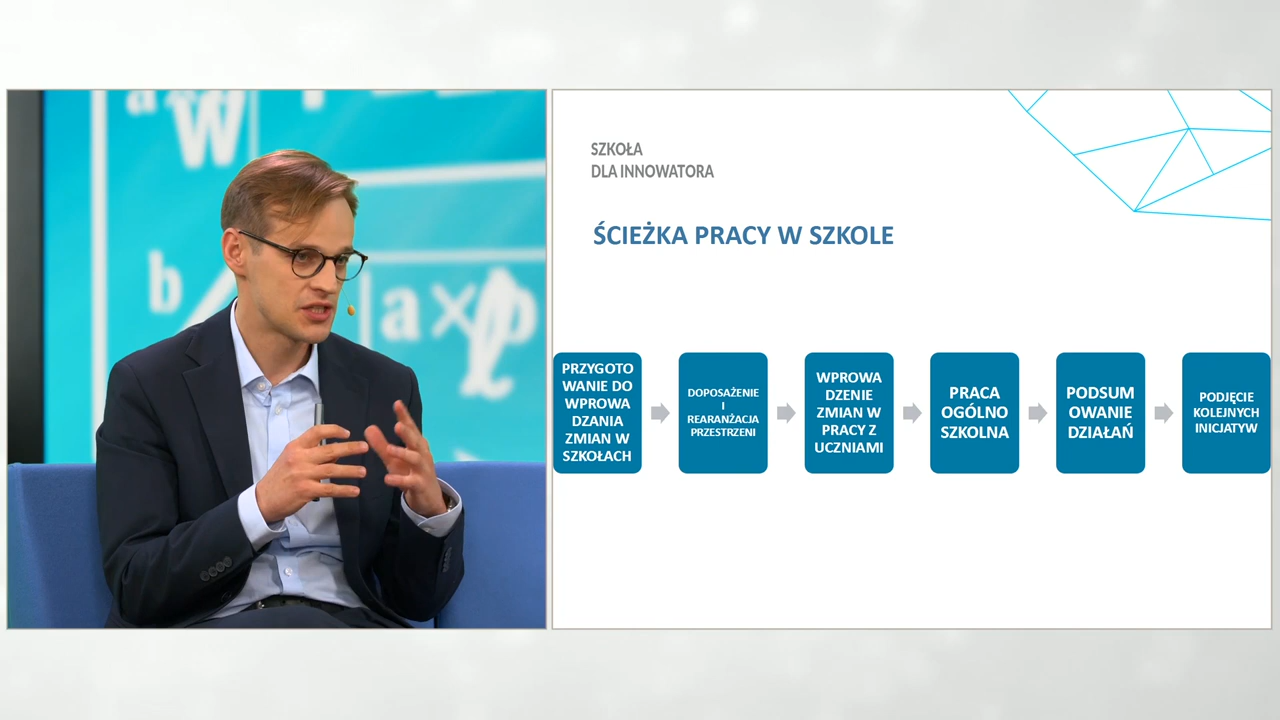 a
W
b
axp
SZKOŁA
DLA INNOWATORA
ŚCIEŻKA PRACY W SZKOLE
PRZYGOTO
WANIE DO
WPROWA
DZANIA
ZMIAN W
SZKOŁACH
DOPOSAŻENIE
I
REARANŻACJA
PRZESTRZENI
WPROWA
DZENIE
ZMIAN W
PRACY Z
UCZNIAMI
PRACA
OGÓLNO
SZKOLNA
PODSUM
OWANIE
DZIAŁAŃ
PODJĘCIE
KOLEJNYCH
INICJATYW